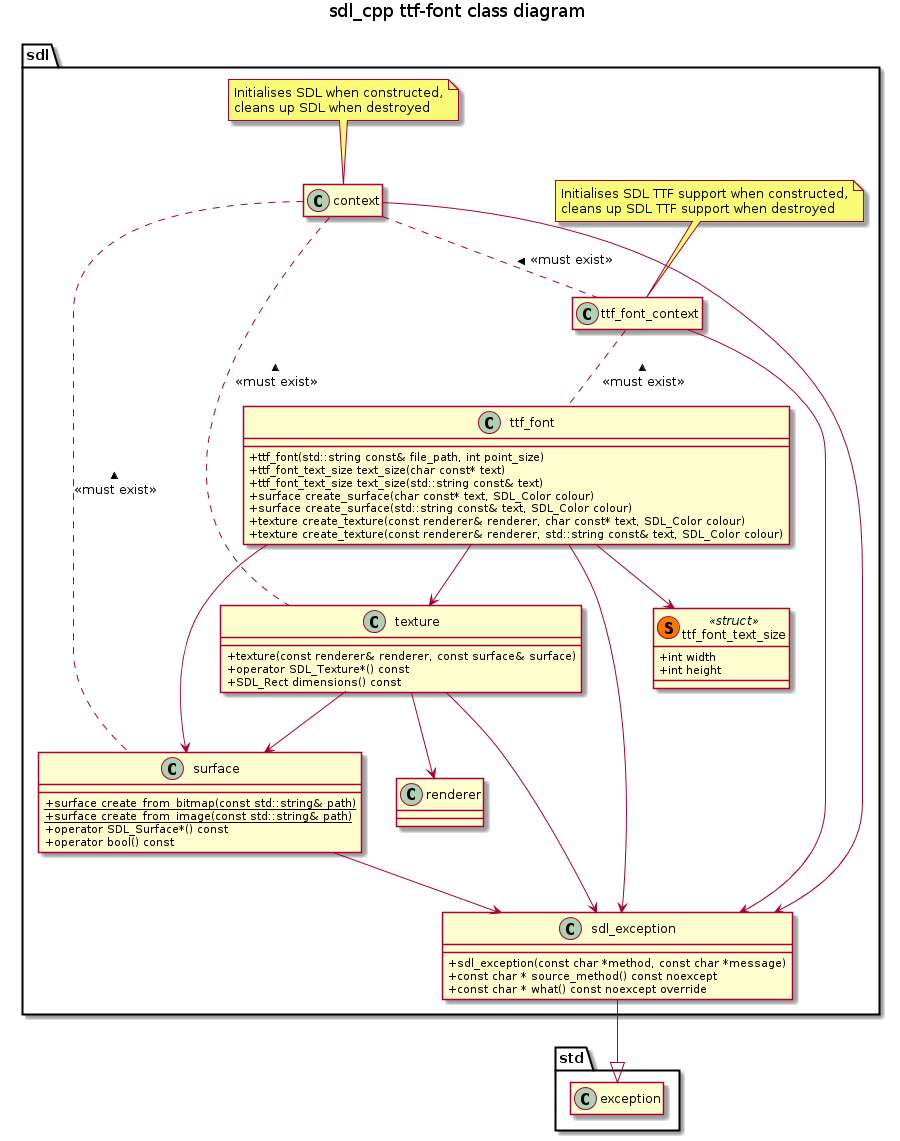 sdl_cpp ttf-font class diagram
sdl
Initialises SDL when constructed,
cleans up SDL when destroyed
Initialises SDL TTF support when constructed,
cleans up SDL TTF support when destroyed
C context
◄ «must exist»
C ttf_font_context
▲
«must exist»
▲
«must exist»
C ttf_font
+ttf_font(std::string const& file_path, int point_size)
+ttf_font_text_size text_size(char const* text)
+ttf_font_text_size text_size(std::string const& text)
+surface create_surface(char const* text, SDL_Color colour)
+surface create_surface(std::string const& text, SDL_Color colour)
+texture create_texture(const renderer& renderer, char const* text, SDL_Color colour)
+texture create_texture(const renderer& renderer, std::string const& text, SDL_Color colour)
▲
«must exist»
C texture
+texture(const renderer& renderer, const surface& surface)
+operator SDL_Texture*() const
+SDL_Rect dimensions() const
S «struct»
ttf_font_text_size
+int width
+int height
C surface
+surface create_from_bitmap(const std::string& path)
+surface create_from_image(const std::string& path)
+operator SDL_Surface*() const
+operator bool() const
C renderer
C sdl_exception
+sdl_exception(const char *method, const char *message)
+const char * source_method() const noexcept
+const char * what() const noexcept override
std
C exception